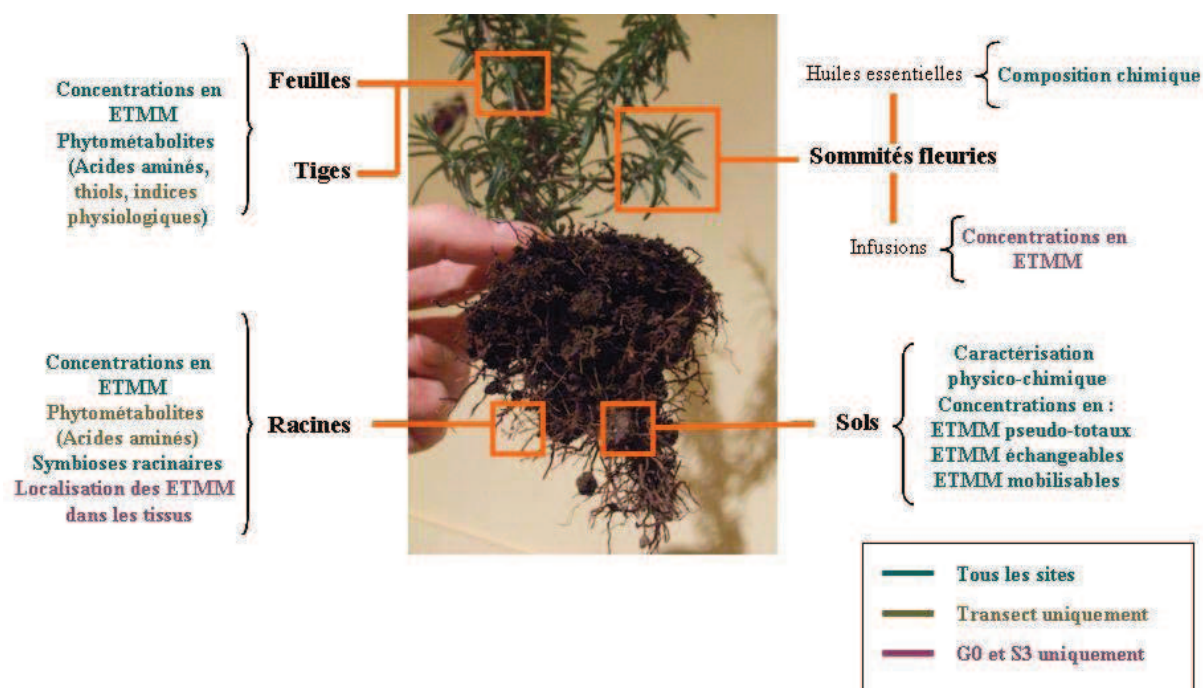 Concentrations en
ETMM
Phytométabolites
(Acides aminés,
thiols, indices
physiologiques)
Feuilles
Tiges
Huiles essentielles
Composition chimique
Sommités fleuries
Infusions
Concentrations en
ETMM
Concentrations en
ETMM
Phytométabolites
(Acides aminés)
Symbioses racinaires
Localisation des ETMM
dans les tissus
Racines
Sols
Caractérisation
physico-chimique
Concentrations en :
ETMM pseudo-totaux
ETMM échangeables
ETMM mobilisables
Tous les sites
Transect uniquement
G0 et S3 uniquement